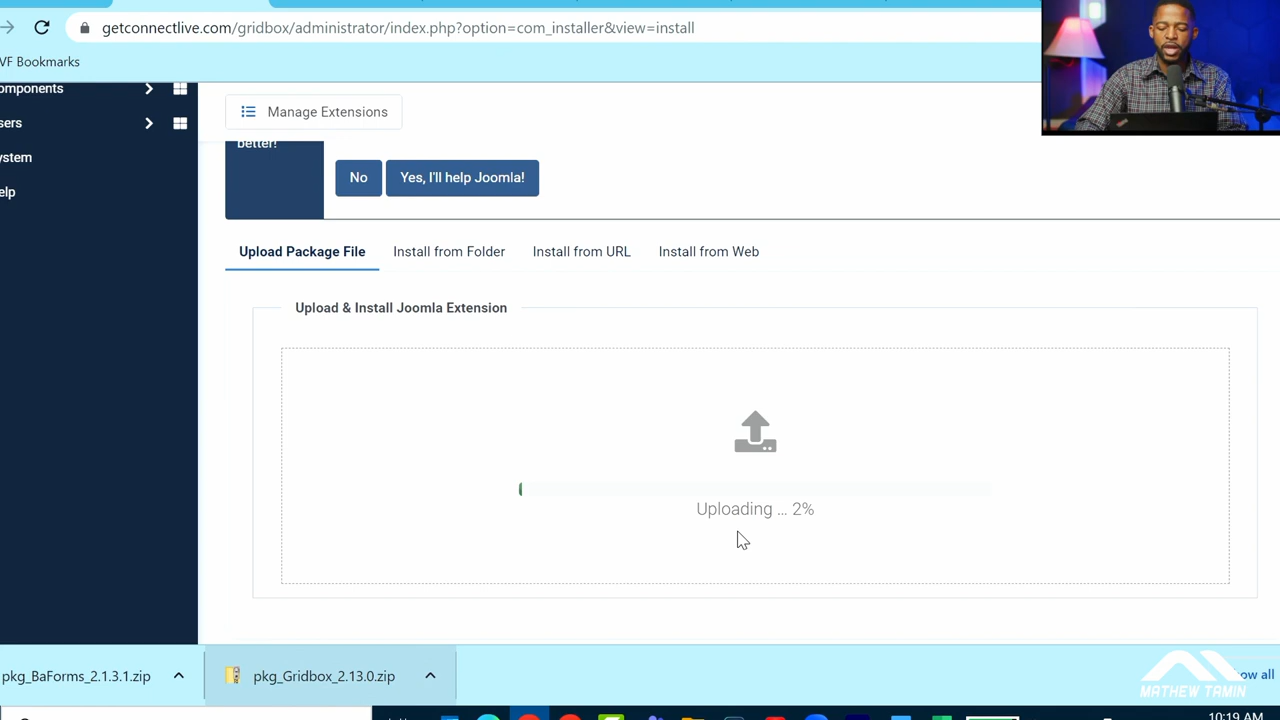 getconnectlive.com/gridbox/administrator/index.php?option=com_installer&view=install
VF Bookmarks
omponents
sers
ystem
elp
Manage Extensions
better!
No
Yes, I'll help Joomla!
Upload Package File
Install from Folder
Install from URL
Install from Web
Upload & Install Joomla Extension
Uploading ... 2%
pkg_BaForms_2.1.3.1.zip
pkg_Gridbox_2.13.0.zip
ow all
MATHEW TAMIN
10:19 AM